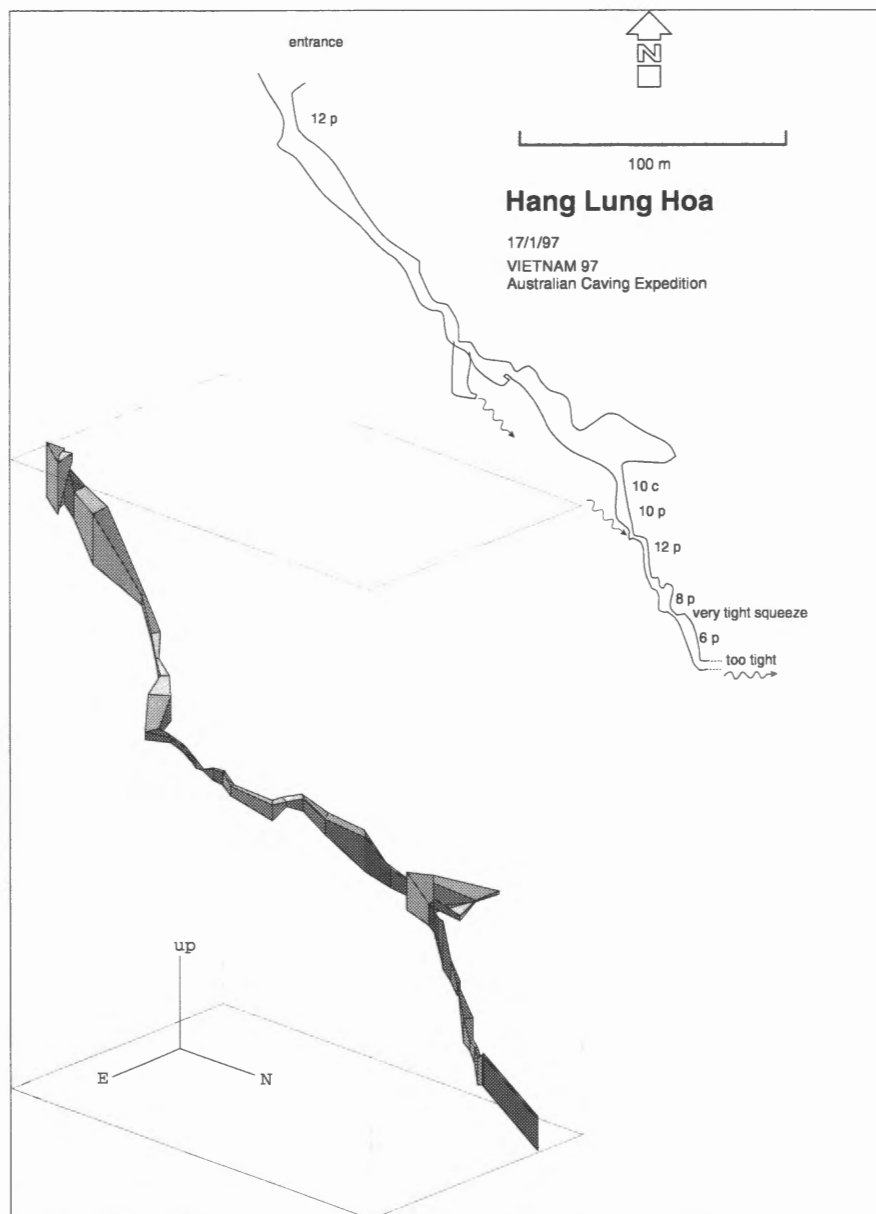 entrance
N
12 p
100 m
Hang Lung Hoa
17/1/97
VIETNAM 97
Australian Caving Expedition
10 c
10 p
12 p
8 p
very tight squeeze
6 p
too tight
up
E
N